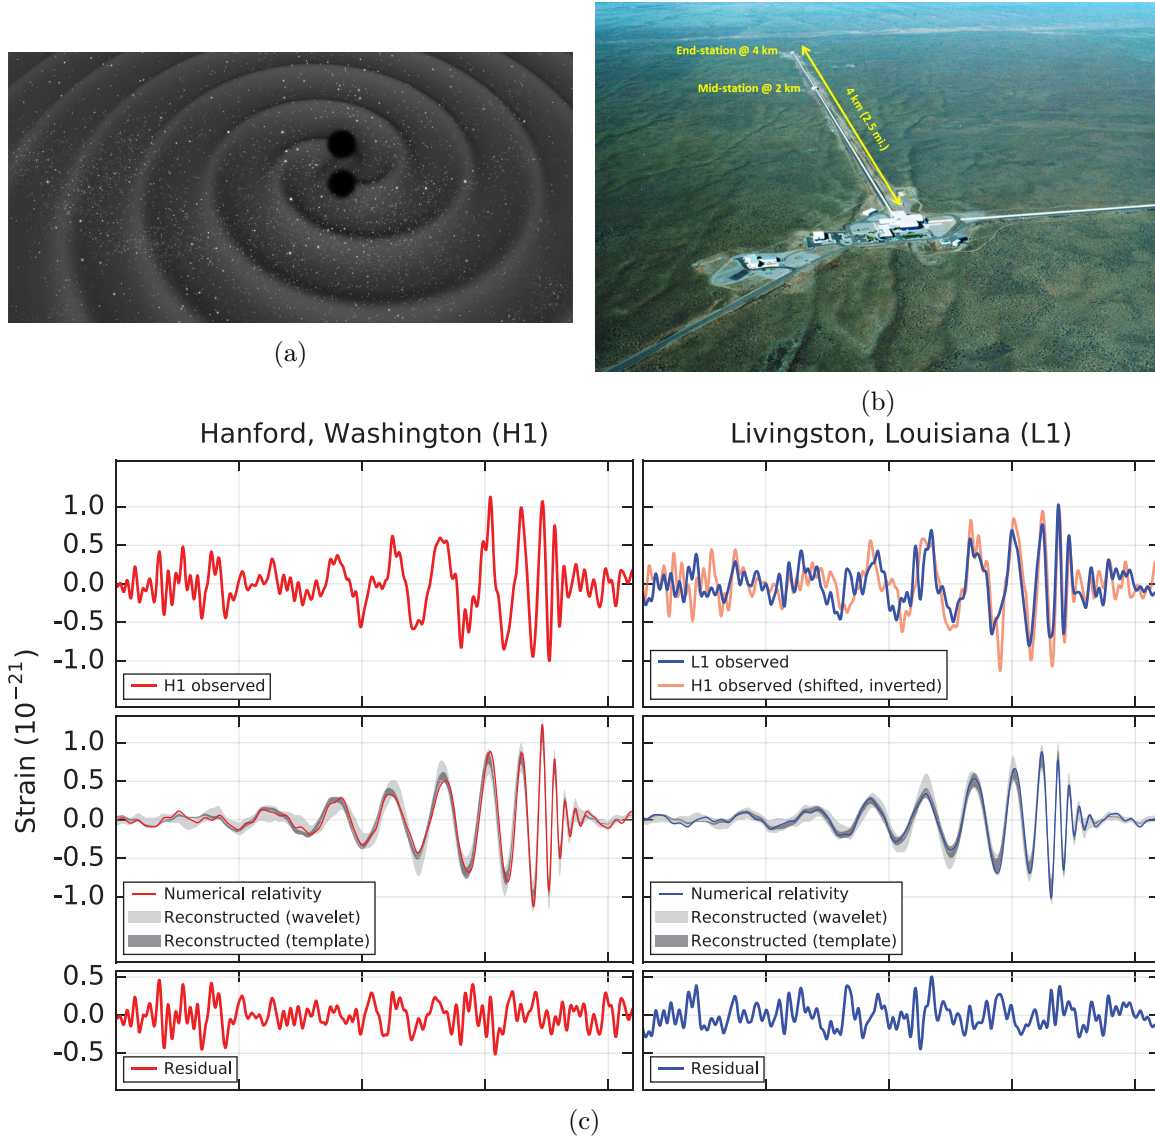 End-station @ 4 km
Mid-station @ 2 km
4 km (2.5 mi.)
(a)
(b)
Hanford, Washington (H1)
Livingston, Louisiana (L1)
Strain (10⁻²¹)
1.0
0.5
0.0
-0.5
-1.0
H1 observed
L1 observed
H1 observed (shifted, inverted)
1.0
0.5
0.0
-0.5
-1.0
Numerical relativity
Reconstructed (wavelet)
Reconstructed (template)
Numerical relativity
Reconstructed (wavelet)
Reconstructed (template)
0.5
0.0
-0.5
Residual
Residual
(c)